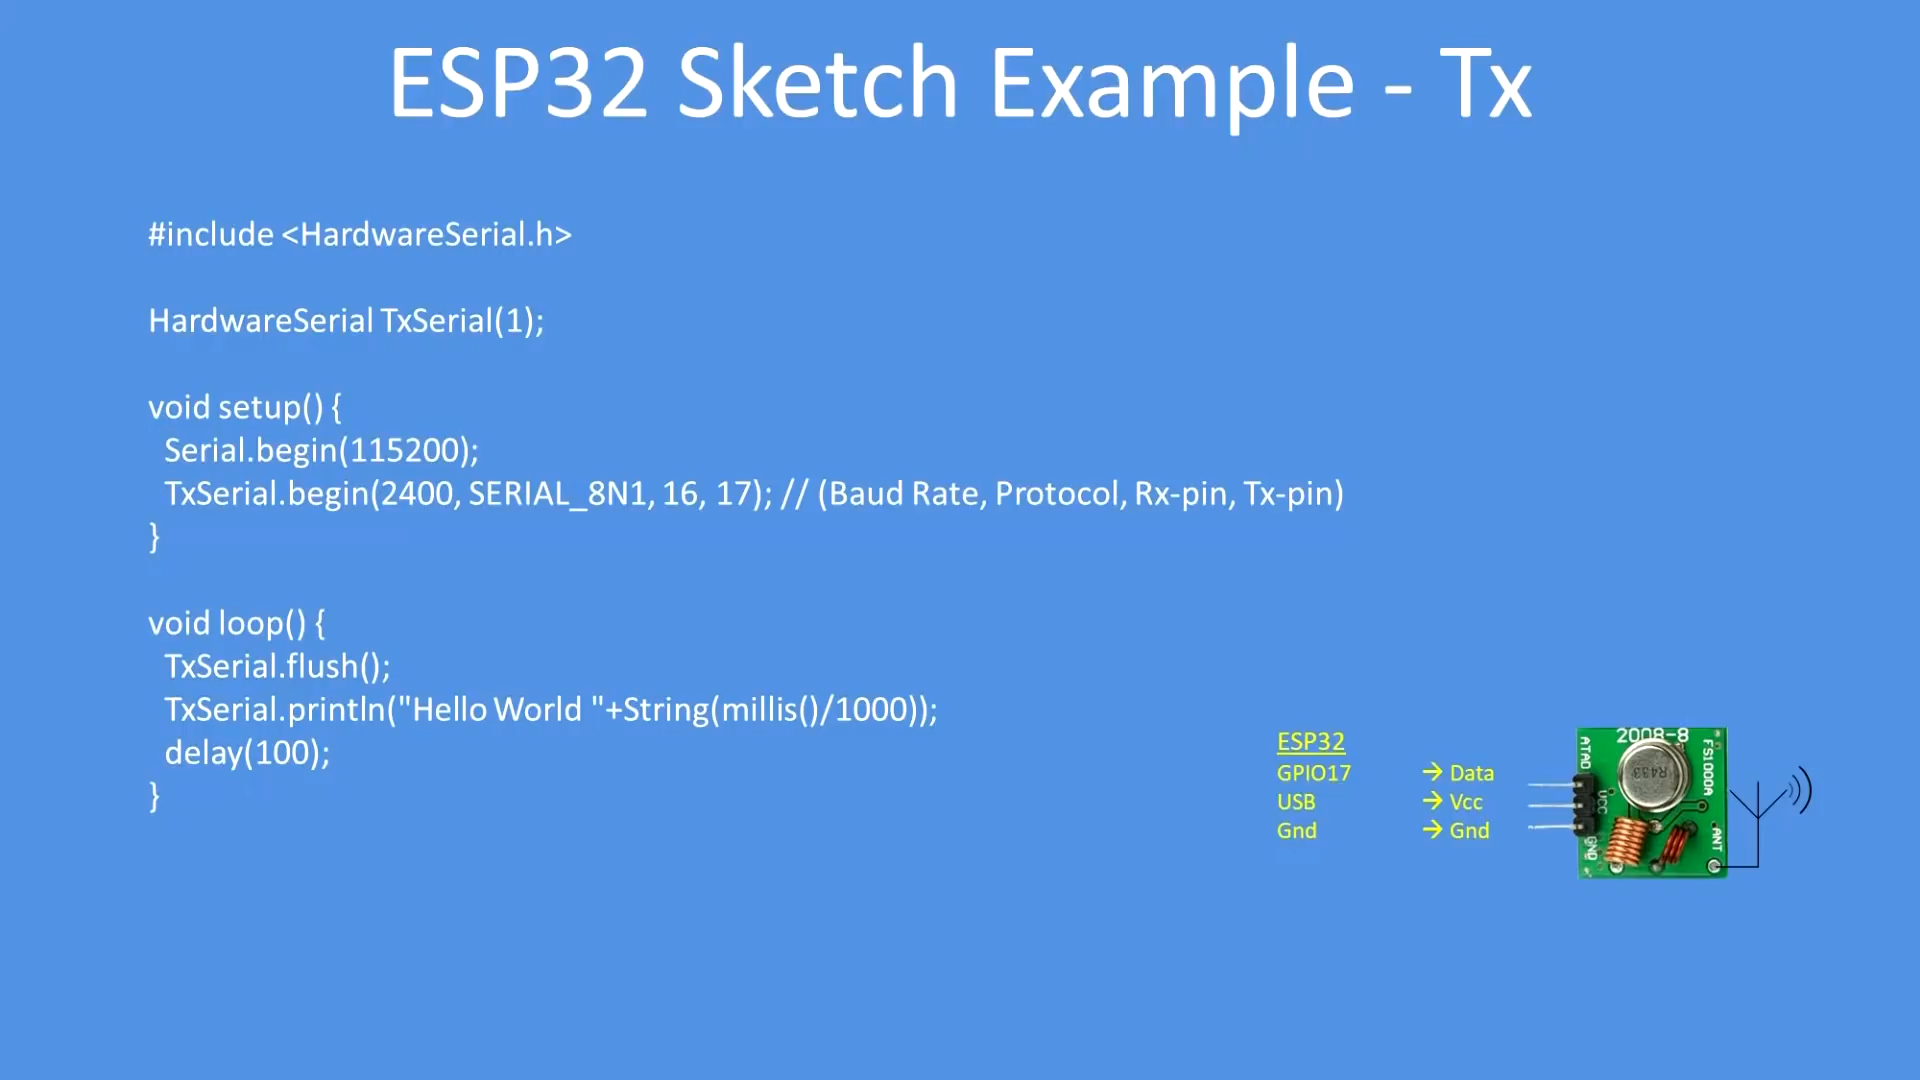 ESP32 Sketch Example - Tx
#include <HardwareSerial.h>
HardwareSerial TxSerial(1);
void setup() {
Serial.begin(115200);
TxSerial.begin(2400, SERIAL_8N1, 16, 17); // (Baud Rate, Protocol, Rx-pin, Tx-pin)
}
void loop() {
TxSerial.flush();
TxSerial.println("Hello World "+String(millis()/1000));
delay(100);
}
ESP32
GPIO17 → Data
USB → Vcc
Gnd → Gnd
2008-8
FS1000A
ATAD
VCC
GND
R433
ANT